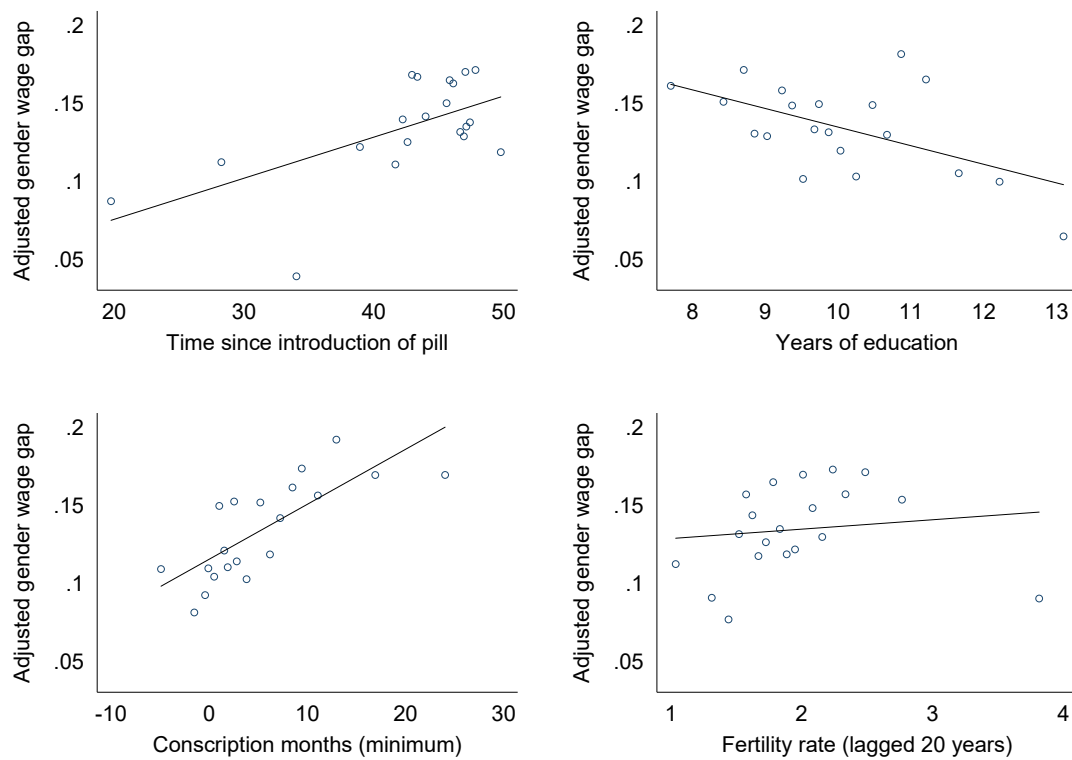 Adjusted gender wage gap
.2
.15
.1
.05
20 30 40 50
Time since introduction of pill
Adjusted gender wage gap
.2
.15
.1
.05
8 9 10 11 12 13
Years of education
Adjusted gender wage gap
.2
.15
.1
.05
-10 0 10 20 30
Conscription months (minimum)
Adjusted gender wage gap
.2
.15
.1
.05
1 2 3 4
Fertility rate (lagged 20 years)